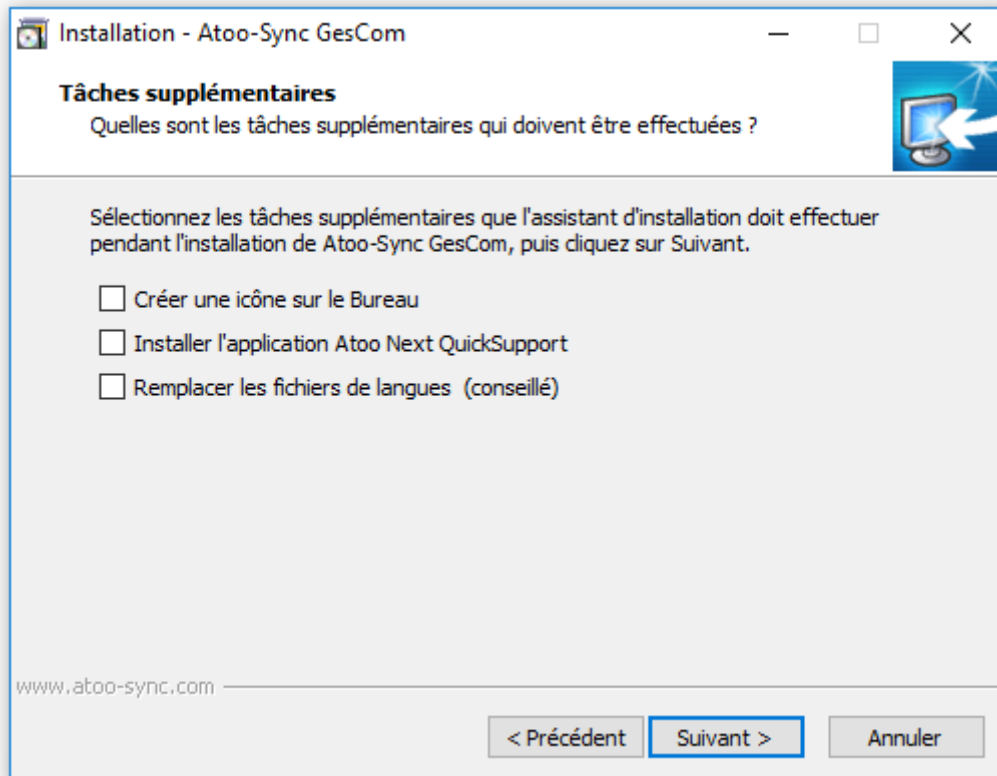 Installation - Atoo-Sync GesCom
Tâches supplémentaires
Quelles sont les tâches supplémentaires qui doivent être effectuées ?
Sélectionnez les tâches supplémentaires que l'assistant d'installation doit effectuer
pendant l'installation de Atoo-Sync GesCom, puis cliquez sur Suivant.
Créer une icône sur le Bureau
Installer l'application Atoo Next QuickSupport
Remplacer les fichiers de langues  (conseillé)
www.atoo-sync.com
< Précédent
Suivant >
Annuler